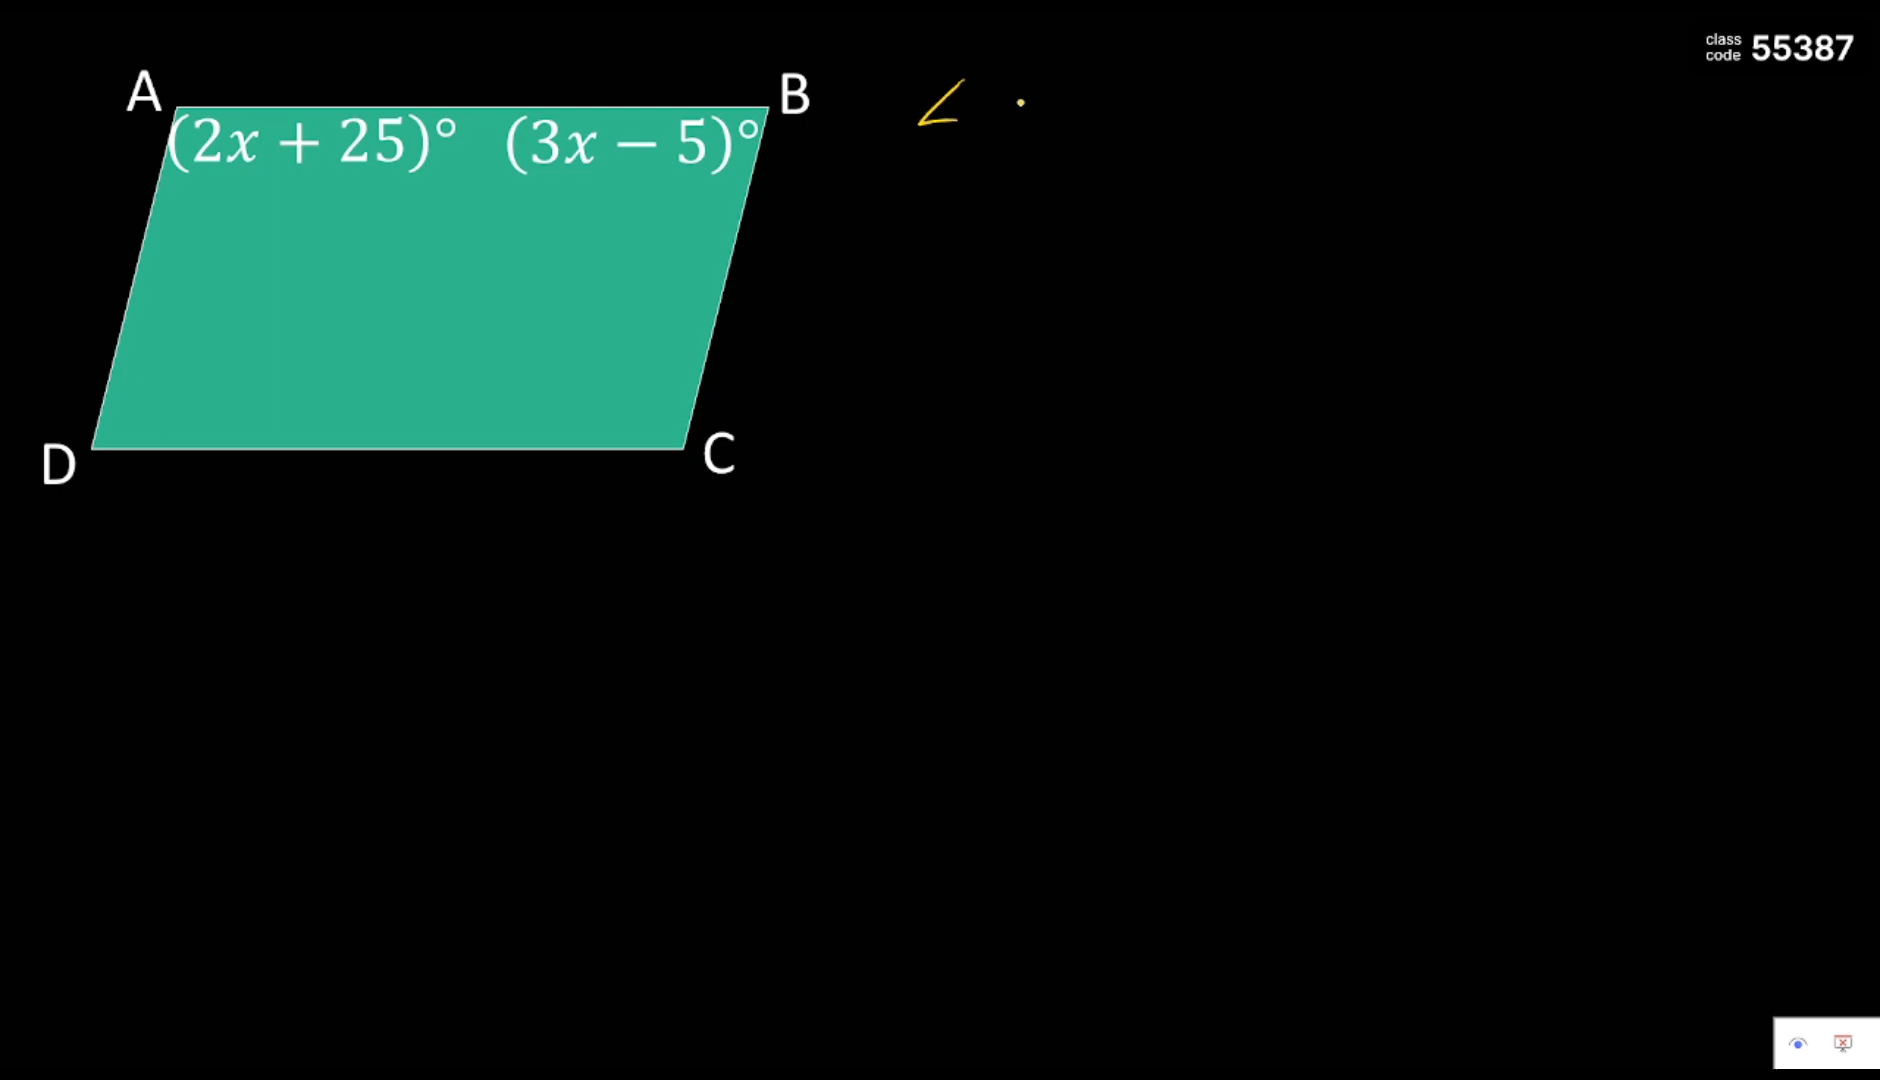 class code 55387
A B
(2x + 25)° (3x − 5)°
∠
D C